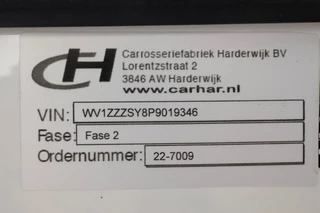 CH
Carrosseriefabriek Harderwijk BV
Lorentzstraat 2
3846 AW Harderwijk
www.carhar.nl
VIN: WV1ZZZSY8P9019346
Fase: Fase 2
Ordernummer: 22-7009